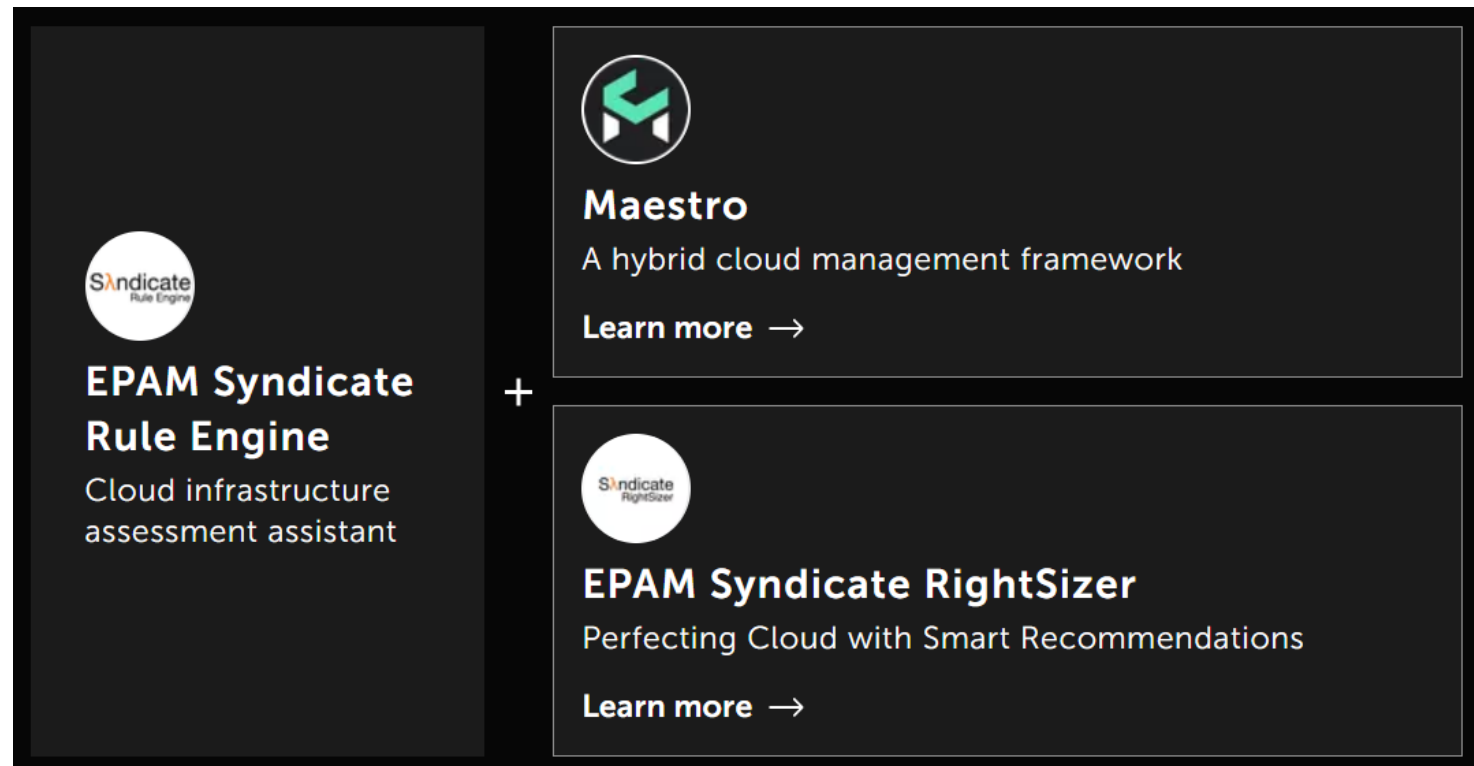 Sλndicate
Rule Engine
EPAM Syndicate
Rule Engine
Cloud infrastructure
assessment assistant
+
Maestro
A hybrid cloud management framework
Learn more →
Sλndicate
RightSizer
EPAM Syndicate RightSizer
Perfecting Cloud with Smart Recommendations
Learn more →